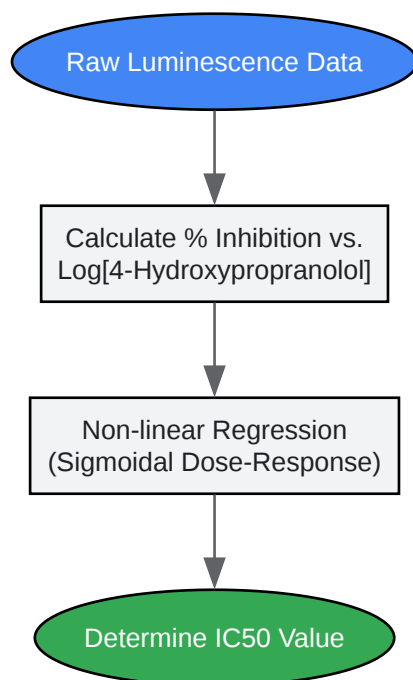 Raw Luminescence Data
Calculate % Inhibition vs.
Log[4-Hydroxypropranolol]
Non-linear Regression
(Sigmoidal Dose-Response)
Determine IC50 Value